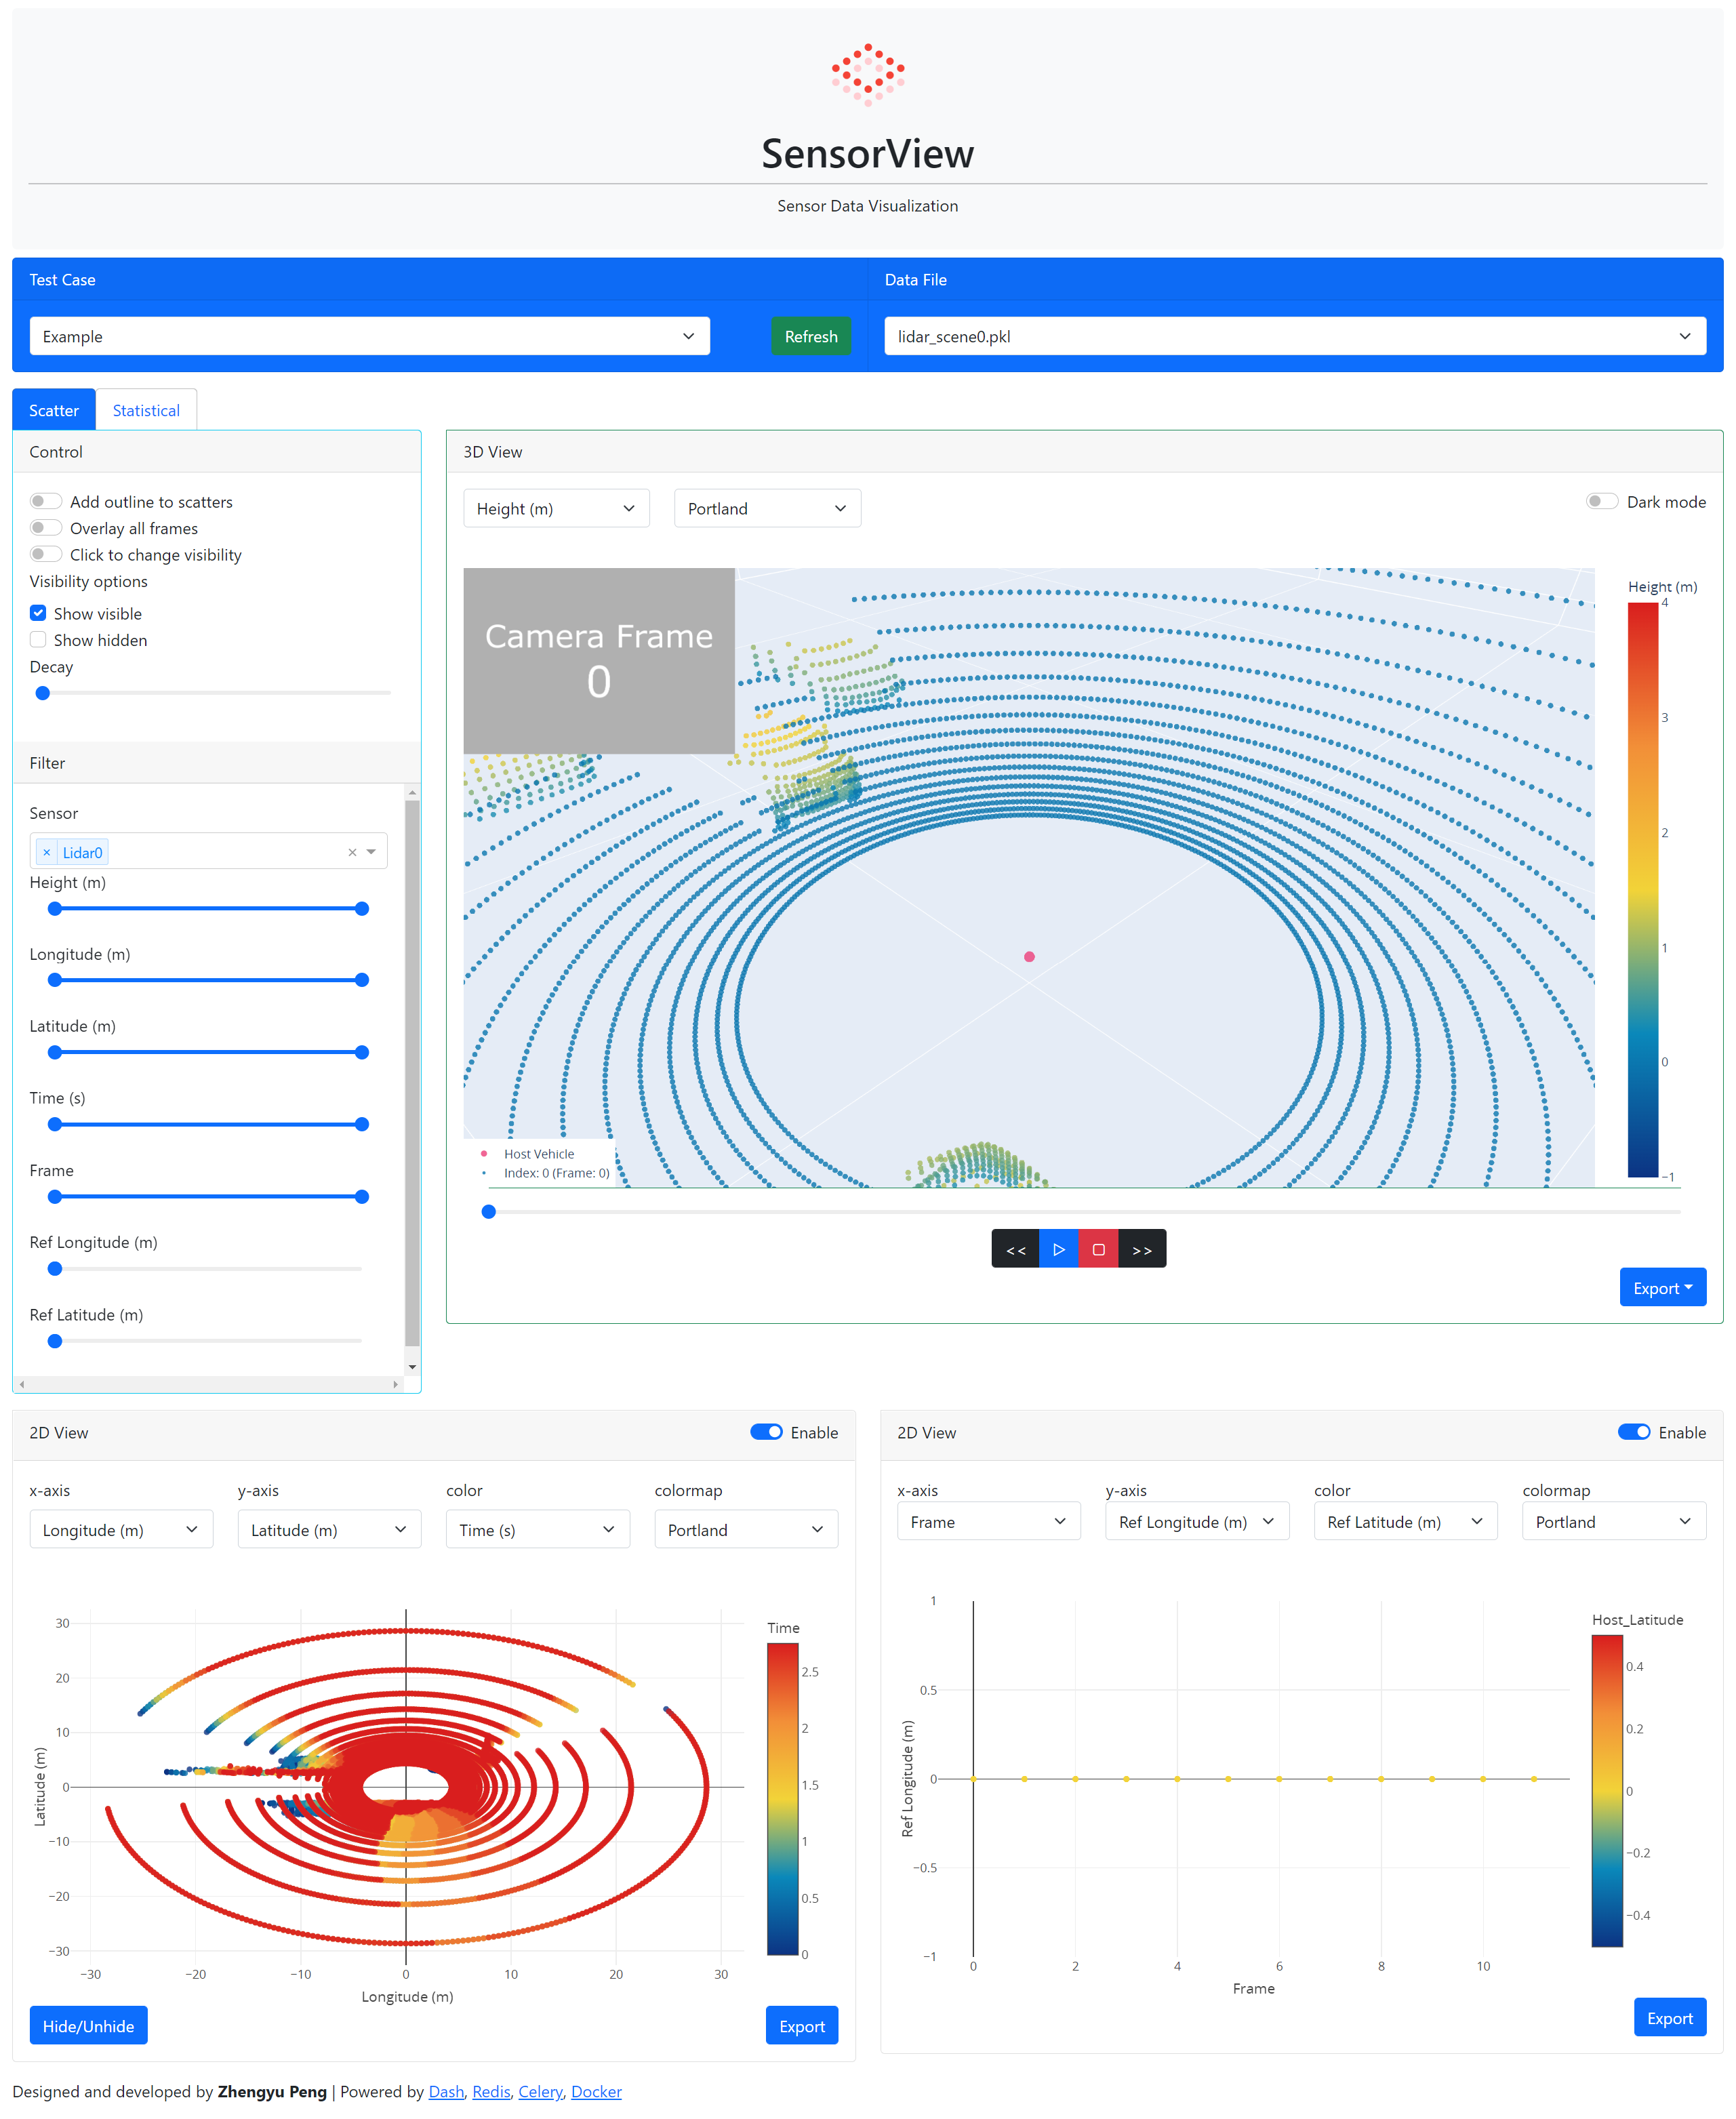 SensorView
Sensor Data Visualization
Test Case
Data File
Example
Refresh
lidar_scene0.pkl
Scatter
Statistical
Control
Add outline to scatters
Overlay all frames
Click to change visibility
Visibility options
Show visible
Show hidden
Decay
Filter
Sensor
× Lidar0 ×
Height (m)
Longitude (m)
Latitude (m)
Time (s)
Frame
Ref Longitude (m)
Ref Latitude (m)
3D View
Height (m)
Portland
Dark mode
Camera Frame
0
Height (m)
4
3
2
1
0
−1
Host Vehicle
Index: 0 (Frame: 0)
<<
>>
Export
2D View
Enable
x-axis
y-axis
color
colormap
Longitude (m)
Latitude (m)
Time (s)
Portland
Time
30
20
10
0
−10
−20
−30
Latitude (m)
−30
−20
−10
0
10
20
30
Longitude (m)
2.5
2
1.5
1
0.5
0
Hide/Unhide
Export
2D View
Enable
x-axis
y-axis
color
colormap
Frame
Ref Longitude (m)
Ref Latitude (m)
Portland
Host_Latitude
1
0.5
0
−0.5
−1
Ref Longitude (m)
0
2
4
6
8
10
Frame
0.4
0.2
0
−0.2
−0.4
Export
Designed and developed by Zhengyu Peng | Powered by Dash, Redis, Celery, Docker